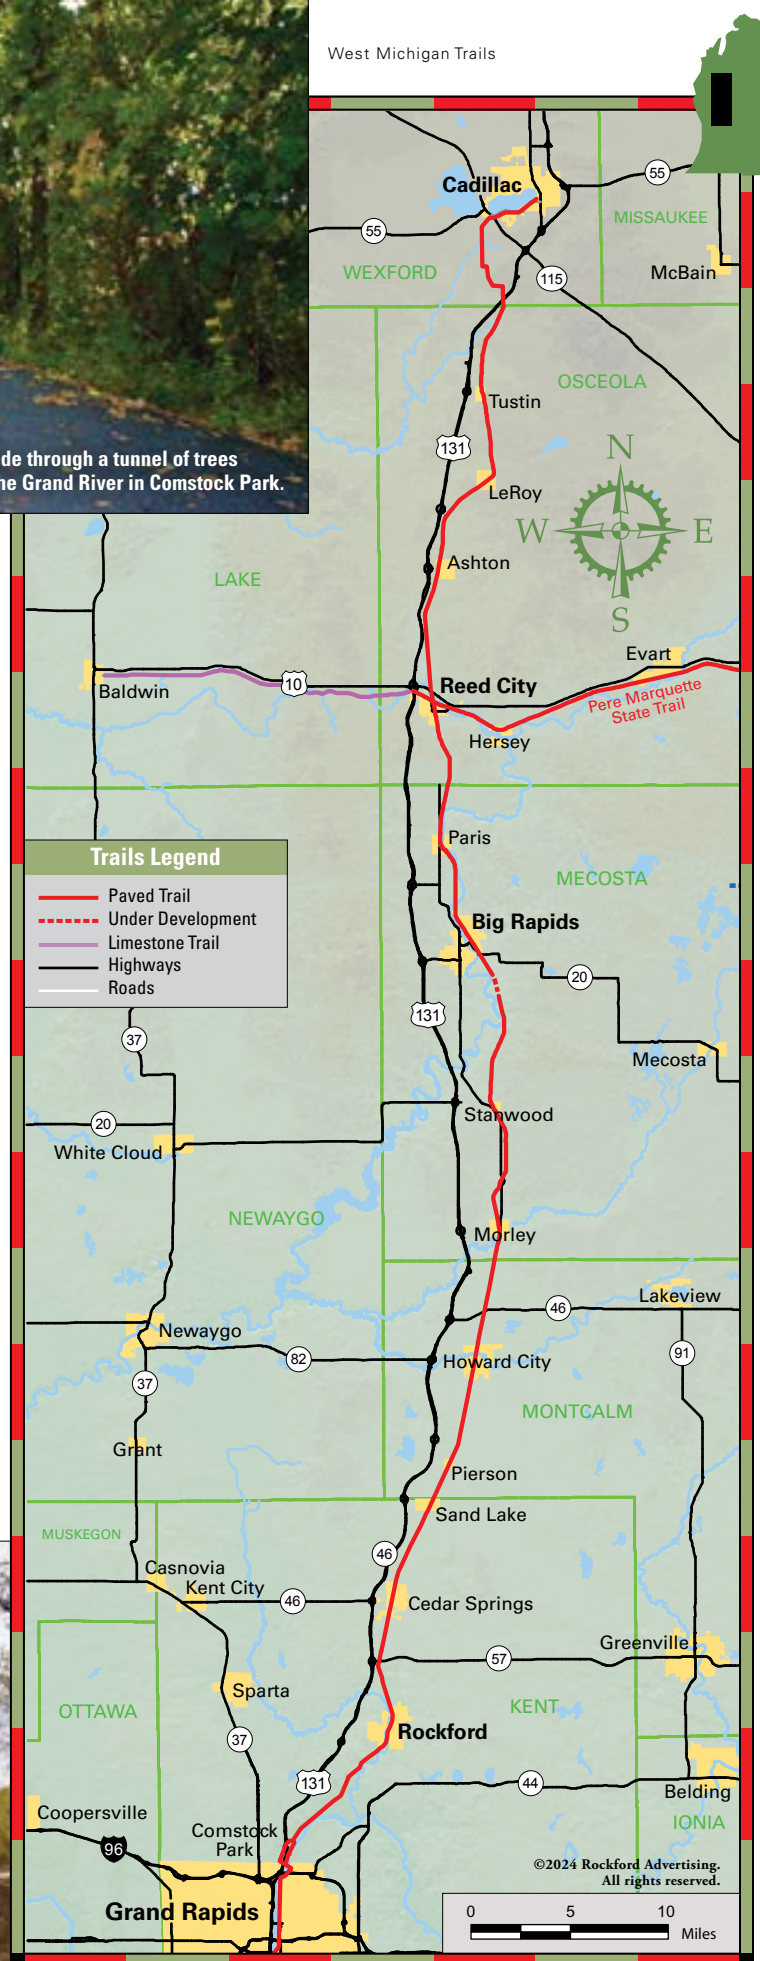 West Michigan Trails
de through a tunnel of trees
he Grand River in Comstock Park.
Cadillac
55
MISSAUKEE
55
WEXFORD
McBain
115
OSCEOLA
Tustin
131
N
LeRoy
W
E
Ashton
LAKE
S
Evart
Reed City
10
Baldwin
Pere Marquette
State Trail
Hersey
Paris
Trails Legend
Paved Trail
Under Development
Limestone Trail
Highways
Roads
MECOSTA
Big Rapids
20
131
37
Mecosta
Stanwood
20
White Cloud
NEWAYGO
Morley
Lakeview
46
Newaygo
91
82
Howard City
37
MONTCALM
Grant
Pierson
Sand Lake
MUSKEGON
46
Casnovia
Kent City
46
Cedar Springs
Greenville
57
Sparta
KENT
OTTAWA
Rockford
37
131
44
Belding
Coopersville
IONIA
Comstock
Park
96
©2024 Rockford Advertising.
All rights reserved.
Grand Rapids
0 5 10
Miles